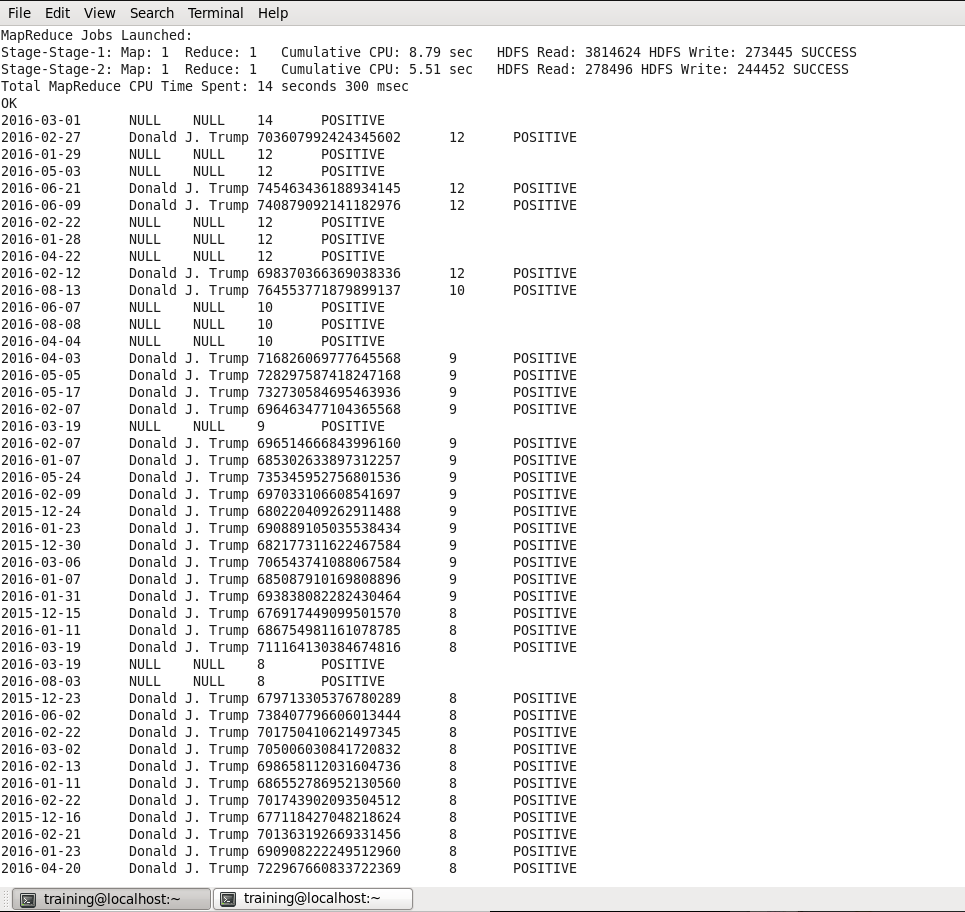 File Edit View Search Terminal Help
MapReduce Jobs Launched:
Stage-Stage-1: Map: 1 Reduce: 1 Cumulative CPU: 8.79 sec HDFS Read: 3814624 HDFS Write: 273445 SUCCESS
Stage-Stage-2: Map: 1 Reduce: 1 Cumulative CPU: 5.51 sec HDFS Read: 278496 HDFS Write: 244452 SUCCESS
Total MapReduce CPU Time Spent: 14 seconds 300 msec
OK
2016-03-01 NULL NULL 14 POSITIVE
2016-02-27 Donald J. Trump 703607992424345602 12 POSITIVE
2016-01-29 NULL NULL 12 POSITIVE
2016-05-03 NULL NULL 12 POSITIVE
2016-06-21 Donald J. Trump 745463436188934145 12 POSITIVE
2016-06-09 Donald J. Trump 740879092141182976 12 POSITIVE
2016-02-22 NULL NULL 12 POSITIVE
2016-01-28 NULL NULL 12 POSITIVE
2016-04-22 NULL NULL 12 POSITIVE
2016-02-12 Donald J. Trump 698370366369038336 12 POSITIVE
2016-08-13 Donald J. Trump 764553771879899137 10 POSITIVE
2016-06-07 NULL NULL 10 POSITIVE
2016-08-08 NULL NULL 10 POSITIVE
2016-04-04 NULL NULL 10 POSITIVE
2016-04-03 Donald J. Trump 716826069777645568 9 POSITIVE
2016-05-05 Donald J. Trump 728297587418247168 9 POSITIVE
2016-05-17 Donald J. Trump 732730584695463936 9 POSITIVE
2016-02-07 Donald J. Trump 696463477104365568 9 POSITIVE
2016-03-19 NULL NULL 9 POSITIVE
2016-02-07 Donald J. Trump 696514666843996160 9 POSITIVE
2016-01-07 Donald J. Trump 685302633897312257 9 POSITIVE
2016-05-24 Donald J. Trump 735345952756801536 9 POSITIVE
2016-02-09 Donald J. Trump 697033106608541697 9 POSITIVE
2015-12-24 Donald J. Trump 680220409262911488 9 POSITIVE
2016-01-23 Donald J. Trump 690889105035538434 9 POSITIVE
2015-12-30 Donald J. Trump 682177311622467584 9 POSITIVE
2016-03-06 Donald J. Trump 706543741088067584 9 POSITIVE
2016-01-07 Donald J. Trump 685087910169808896 9 POSITIVE
2016-01-31 Donald J. Trump 693838082282430464 9 POSITIVE
2015-12-15 Donald J. Trump 676917449099501570 8 POSITIVE
2016-01-11 Donald J. Trump 686754981161078785 8 POSITIVE
2016-03-19 Donald J. Trump 711164130384674816 8 POSITIVE
2016-03-19 NULL NULL 8 POSITIVE
2016-08-03 NULL NULL 8 POSITIVE
2015-12-23 Donald J. Trump 679713305376780289 8 POSITIVE
2016-06-02 Donald J. Trump 738407796606013444 8 POSITIVE
2016-02-22 Donald J. Trump 701750410621497345 8 POSITIVE
2016-03-02 Donald J. Trump 705006030841720832 8 POSITIVE
2016-02-13 Donald J. Trump 698658112031604736 8 POSITIVE
2016-01-11 Donald J. Trump 686552786952130560 8 POSITIVE
2016-02-22 Donald J. Trump 701743902093504512 8 POSITIVE
2015-12-16 Donald J. Trump 677118427048218624 8 POSITIVE
2016-02-21 Donald J. Trump 701363192669331456 8 POSITIVE
2016-01-23 Donald J. Trump 690908222249512960 8 POSITIVE
2016-04-20 Donald J. Trump 722967660833722369 8 POSITIVE
training@localhost:~ training@localhost:~